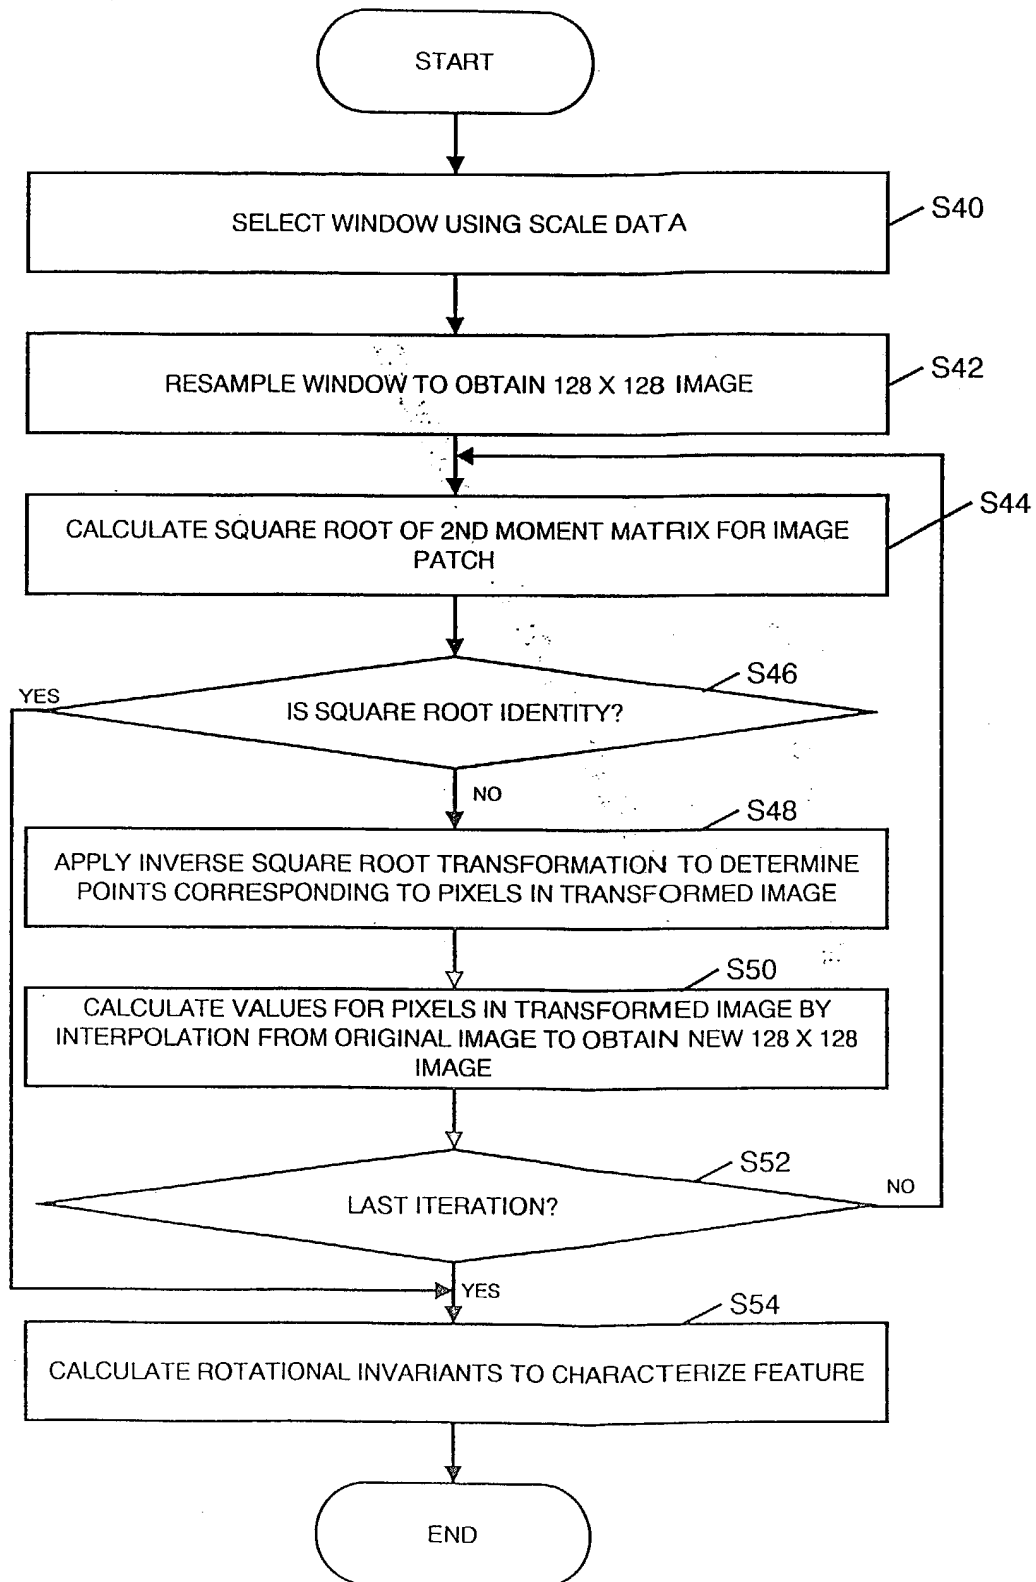 START
SELECT WINDOW USING SCALE DATA
S40
RESAMPLE WINDOW TO OBTAIN 128 X 128 IMAGE
S42
CALCULATE SQUARE ROOT OF 2ND MOMENT MATRIX FOR IMAGE
PATCH
S44
S46
YES
IS SQUARE ROOT IDENTITY?
NO
S48
APPLY INVERSE SQUARE ROOT TRANSFORMATION TO DETERMINE
POINTS CORRESPONDING TO PIXELS IN TRANSFORMED IMAGE
S50
CALCULATE VALUES FOR PIXELS IN TRANSFORMED IMAGE BY
INTERPOLATION FROM ORIGINAL IMAGE TO OBTAIN NEW 128 X 128
IMAGE
S52
LAST ITERATION?
NO
YES
S54
CALCULATE ROTATIONAL INVARIANTS TO CHARACTERIZE FEATURE
END